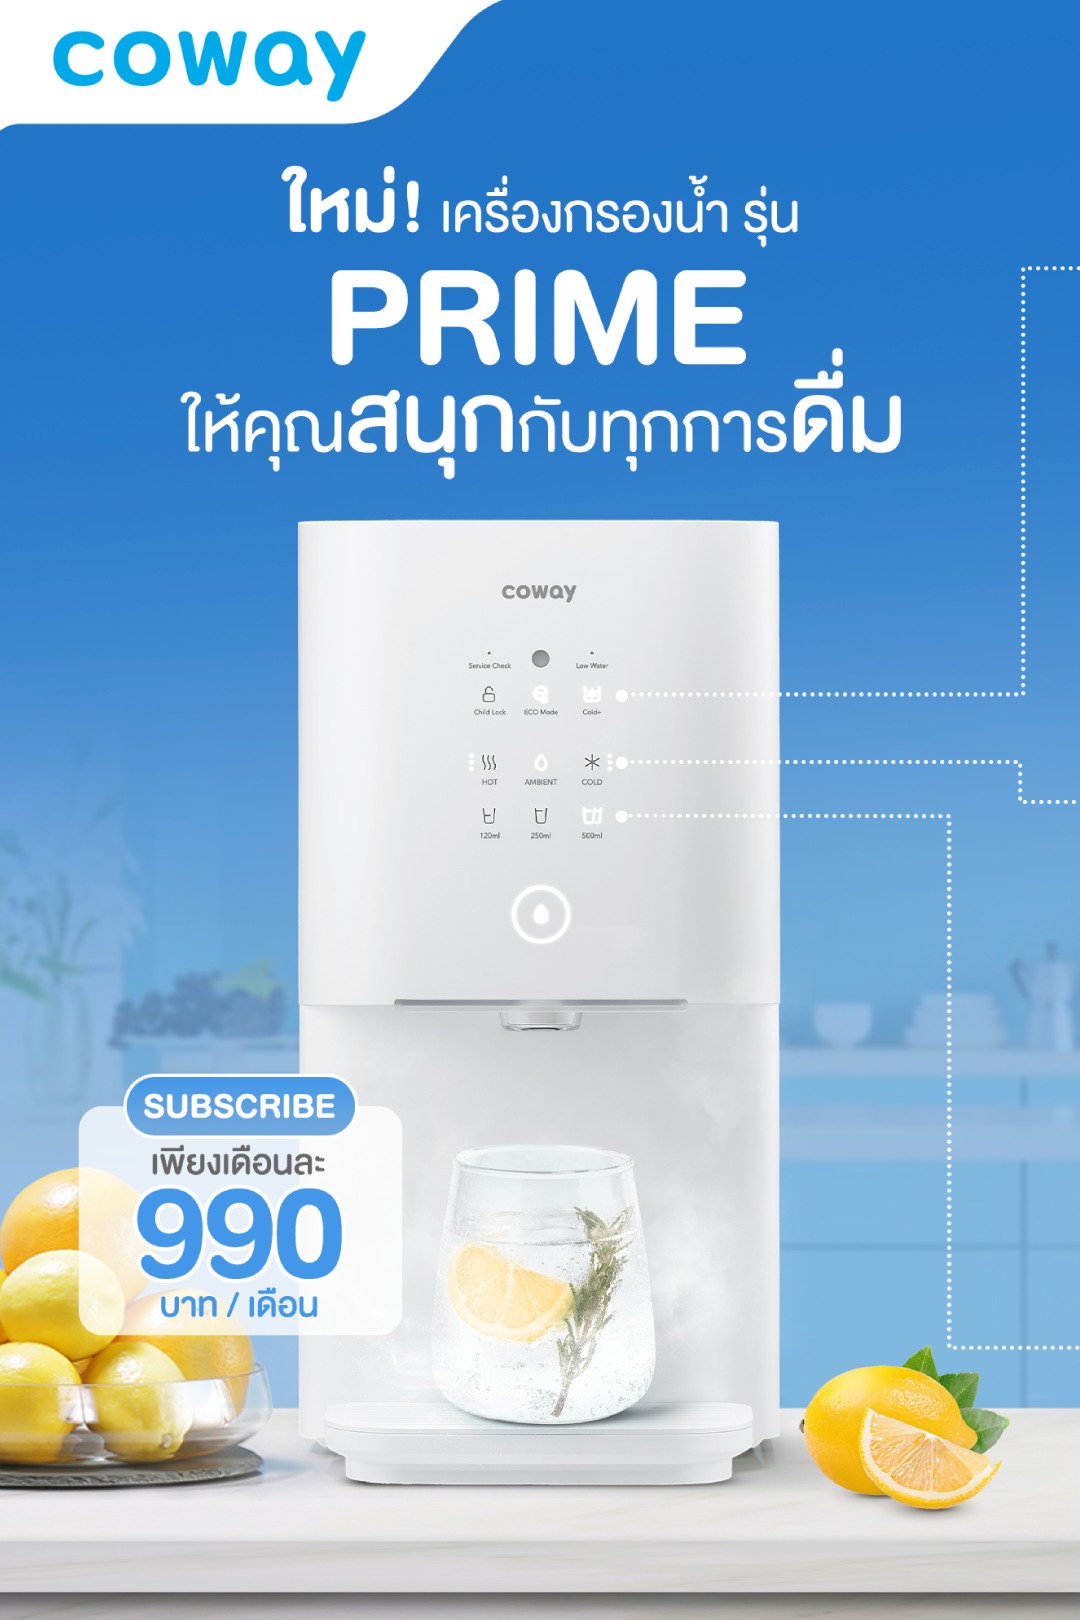 coway
ใหม่! เครื่องกรองน้ำ รุ่น
PRIME
ให้คุณสนุกกับทุกการดื่ม
coway
Service Check
Low Water
Child Lock
ECO Mode
Cold+
HOT
AMBIENT
COLD
120ml
250ml
500ml
SUBSCRIBE
เพียงเดือนละ
990
บาท / เดือน